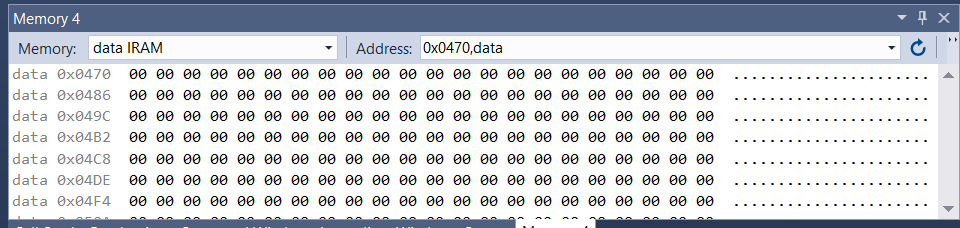 Memory 4
Memory: data IRAM Address: 0x0470,data
data 0x0470 00 00 00 00 00 00 00 00 00 00 00 00 00 00 00 00 00 00 00 00 00 00 ......................
data 0x0486 00 00 00 00 00 00 00 00 00 00 00 00 00 00 00 00 00 00 00 00 00 00 ......................
data 0x049C 00 00 00 00 00 00 00 00 00 00 00 00 00 00 00 00 00 00 00 00 00 00 ......................
data 0x04B2 00 00 00 00 00 00 00 00 00 00 00 00 00 00 00 00 00 00 00 00 00 00 ......................
data 0x04C8 00 00 00 00 00 00 00 00 00 00 00 00 00 00 00 00 00 00 00 00 00 00 ......................
data 0x04DE 00 00 00 00 00 00 00 00 00 00 00 00 00 00 00 00 00 00 00 00 00 00 ......................
data 0x04F4 00 00 00 00 00 00 00 00 00 00 00 00 00 00 00 00 00 00 00 00 00 00 ......................